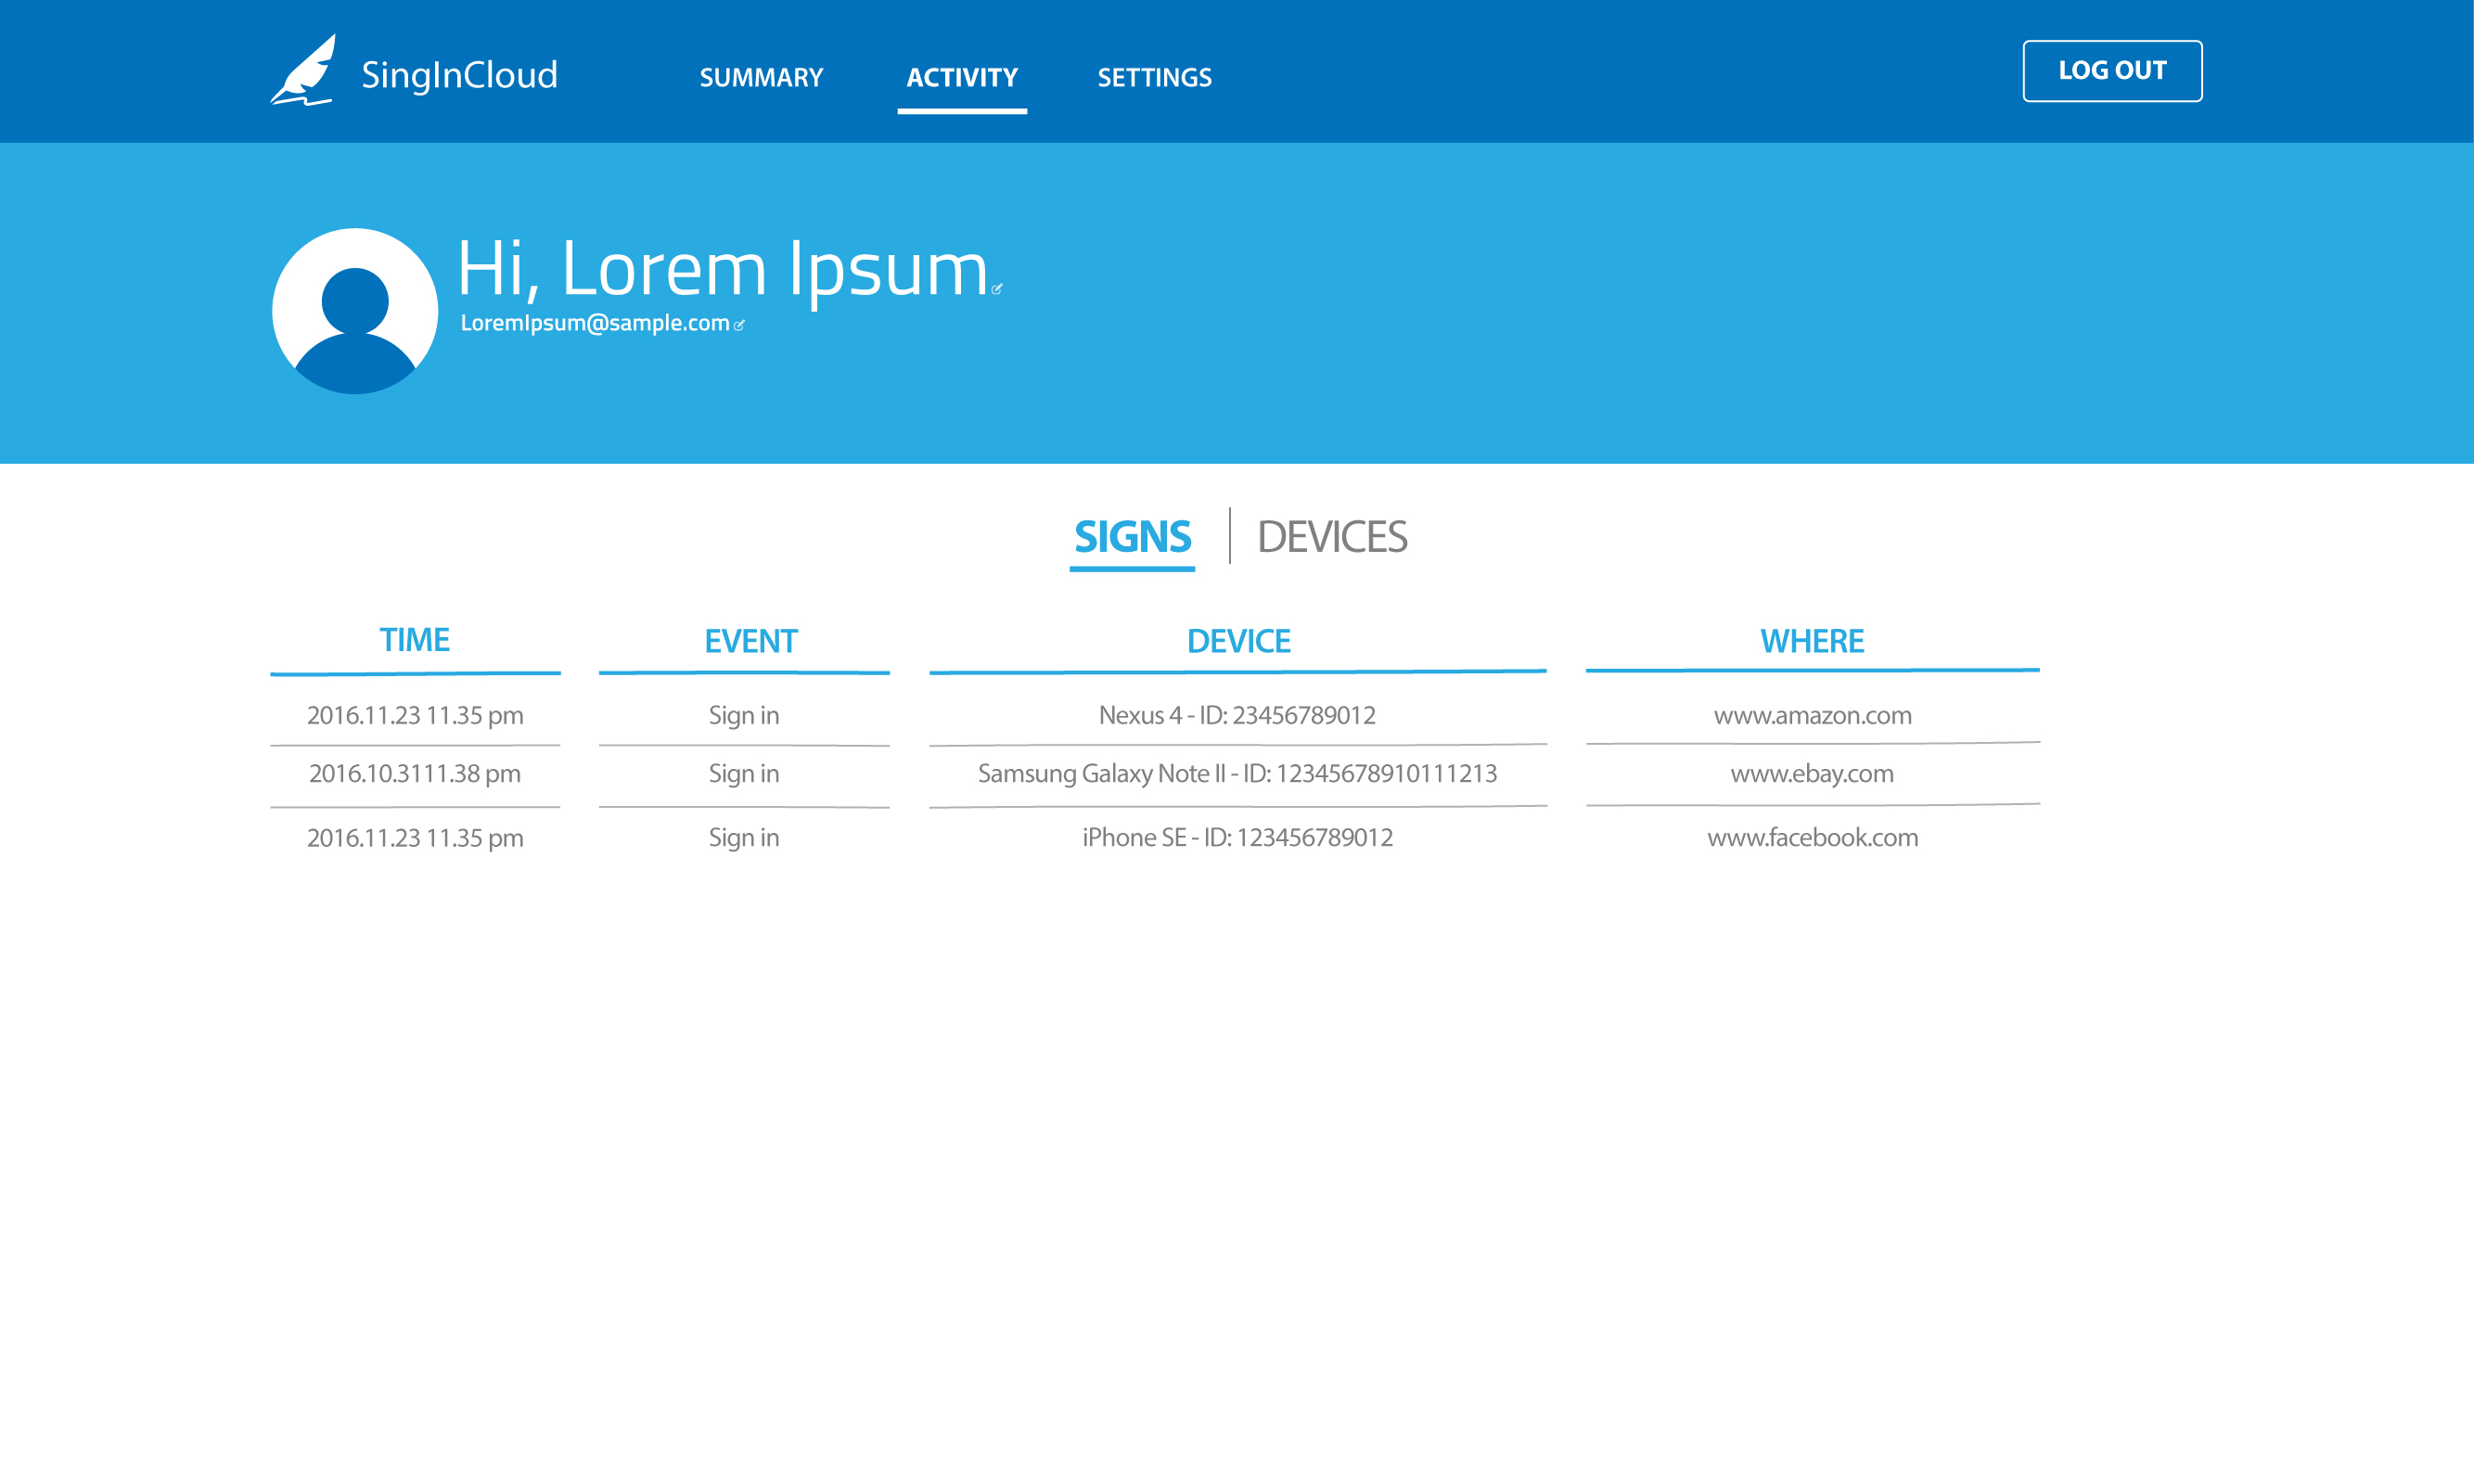 SingInCloud SUMMARY ACTIVITY SETTINGS LOG OUT
Hi, Lorem Ipsum
LoremIpsum@sample.com
SIGNS DEVICES
TIME EVENT DEVICE WHERE
2016.11.23 11.35 pm Sign in Nexus 4 - ID: 23456789012 www.amazon.com
2016.10.3111.38 pm Sign in Samsung Galaxy Note II - ID: 12345678910111213 www.ebay.com
2016.11.23 11.35 pm Sign in iPhone SE - ID: 123456789012 www.facebook.com